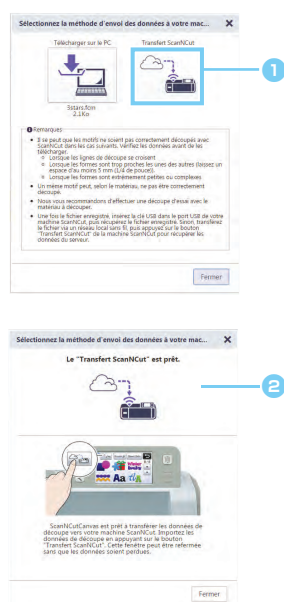 Sélectionnez la méthode d'envoi des données à votre mac... X
Télécharger sur le PC
Transfert ScanNCut
3stars.fcm
2.1Ko
1
Remarques
Il se peut que les motifs ne soient pas correctement découpés avec
ScanNCut dans les cas suivants. Vérifiez les données avant de les
télécharger.
Lorsque les lignes de découpe se croisent
Lorsque les formes sont trop proches les unes des autres (laissez un
espace d'au moins 5 mm (1/4 de pouce)).
Lorsque les formes sont extrêmement petites ou complexes
Un même motif peut, selon le matériau, ne pas être correctement
découpé.
Nous vous recommandons d'effectuer une découpe d'essai avec le
matériau à découper.
Une fois le fichier enregistré, insérez la clé USB dans le port USB de votre
machine ScanNCut, puis récupérez le fichier enregistré. Sinon, transférez
le fichier via un réseau local sans fil, puis appuyez sur le bouton
"Transfert ScanNCut" de la machine ScanNCut pour récupérer les
données du serveur.
Fermer
Sélectionnez la méthode d'envoi des données à votre mac... X
Le "Transfert ScanNCut" est prêt.
2
Aa
ScanNCutCanvas est prêt à transférer les données de
découpe vers votre machine ScanNCut. Importez les
données de découpe en appuyant sur le bouton
"Transfert ScanNCut". Cette fenêtre peut être refermée
sans que les données soient perdues.
Fermer